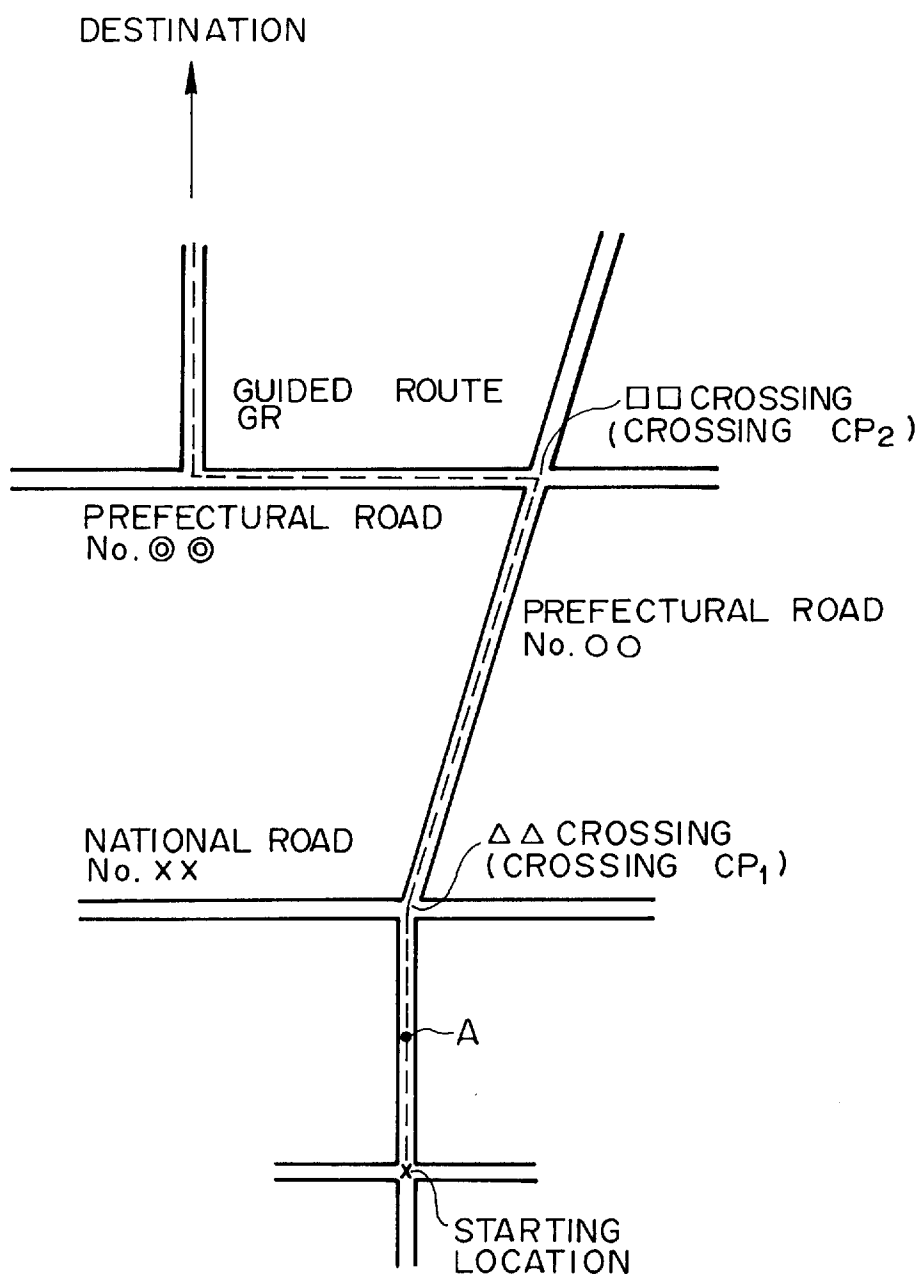 DESTINATION
GUIDED ROUTE
GR
□□ CROSSING
(CROSSING CP₂)
PREFECTURAL ROAD
No. ◎◎
PREFECTURAL ROAD
No. ○○
NATIONAL ROAD
No. XX
△△ CROSSING
(CROSSING CP₁)
A
X
STARTING
LOCATION